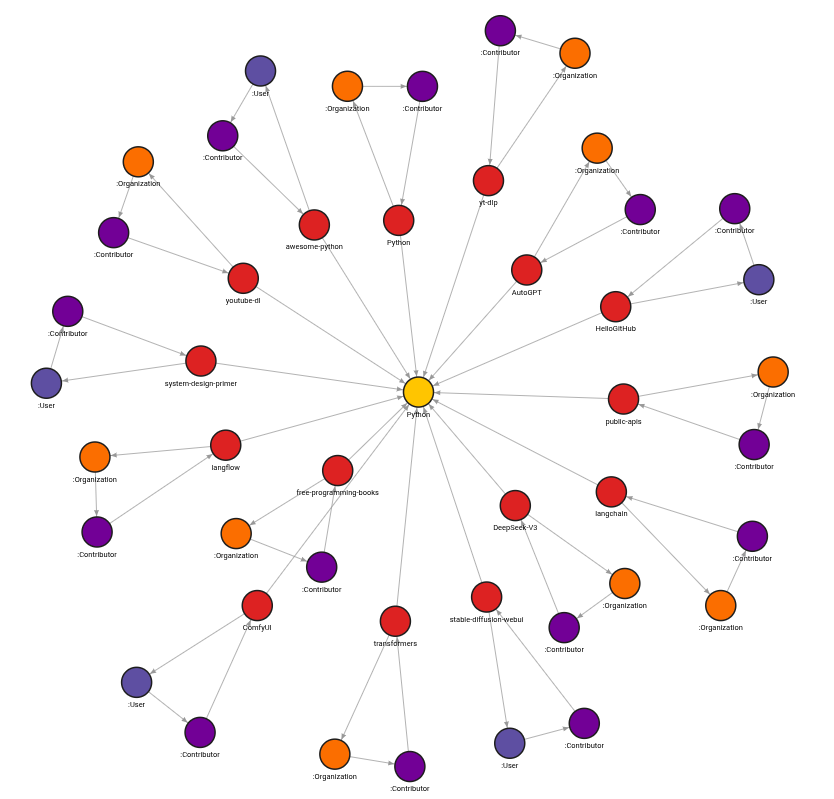 :Contributor
:Organization
:User
:Organization
:Contributor
:Contributor
:Organization
:Organization
yt-dlp
:Contributor
:Contributor
awesome-python
Python
:Contributor
:Contributor
AutoGPT
youtube-dl
:User
HelloGitHub
:Contributor
system-design-primer
:User
:Organization
Python
public-apis
langflow
:Contributor
:Organization
free-programming-books
langchain
DeepSeek-V3
:Contributor
:Organization
:Contributor
:Contributor
:Organization
stable-diffusion-webui
ComfyUI
:Organization
transformers
:Contributor
:User
:Contributor
:Contributor
:User
:Organization
:Contributor